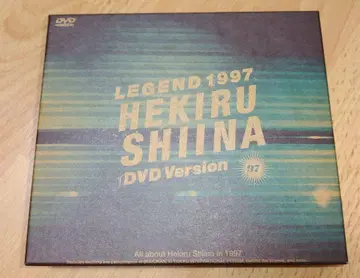 DVD
LEGEND 1997
HEKIRU
SHIINA
DVD Version
'97
All about Hekiru Shiina in 1997